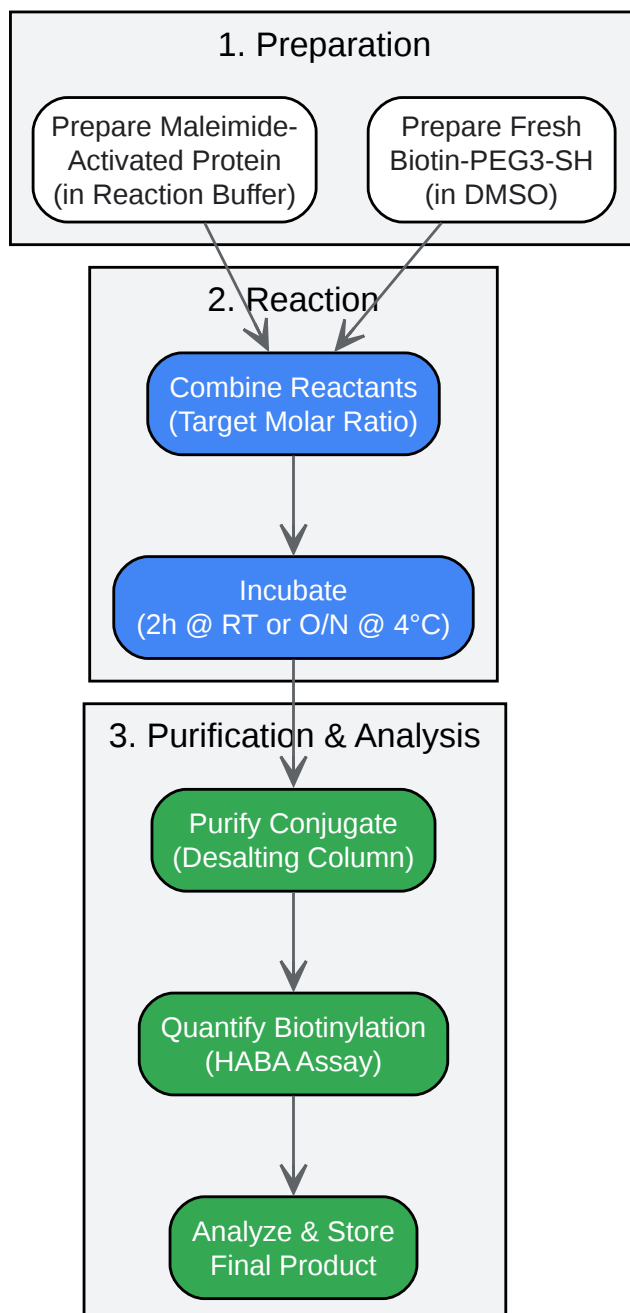 1. Preparation
Prepare Maleimide-
Activated Protein
(in Reaction Buffer)
Prepare Fresh
Biotin-PEG3-SH
(in DMSO)
2. Reaction
Combine Reactants
(Target Molar Ratio)
Incubate
(2h @ RT or O/N @ 4°C)
3. Purification & Analysis
Purify Conjugate
(Desalting Column)
Quantify Biotinylation
(HABA Assay)
Analyze & Store
Final Product